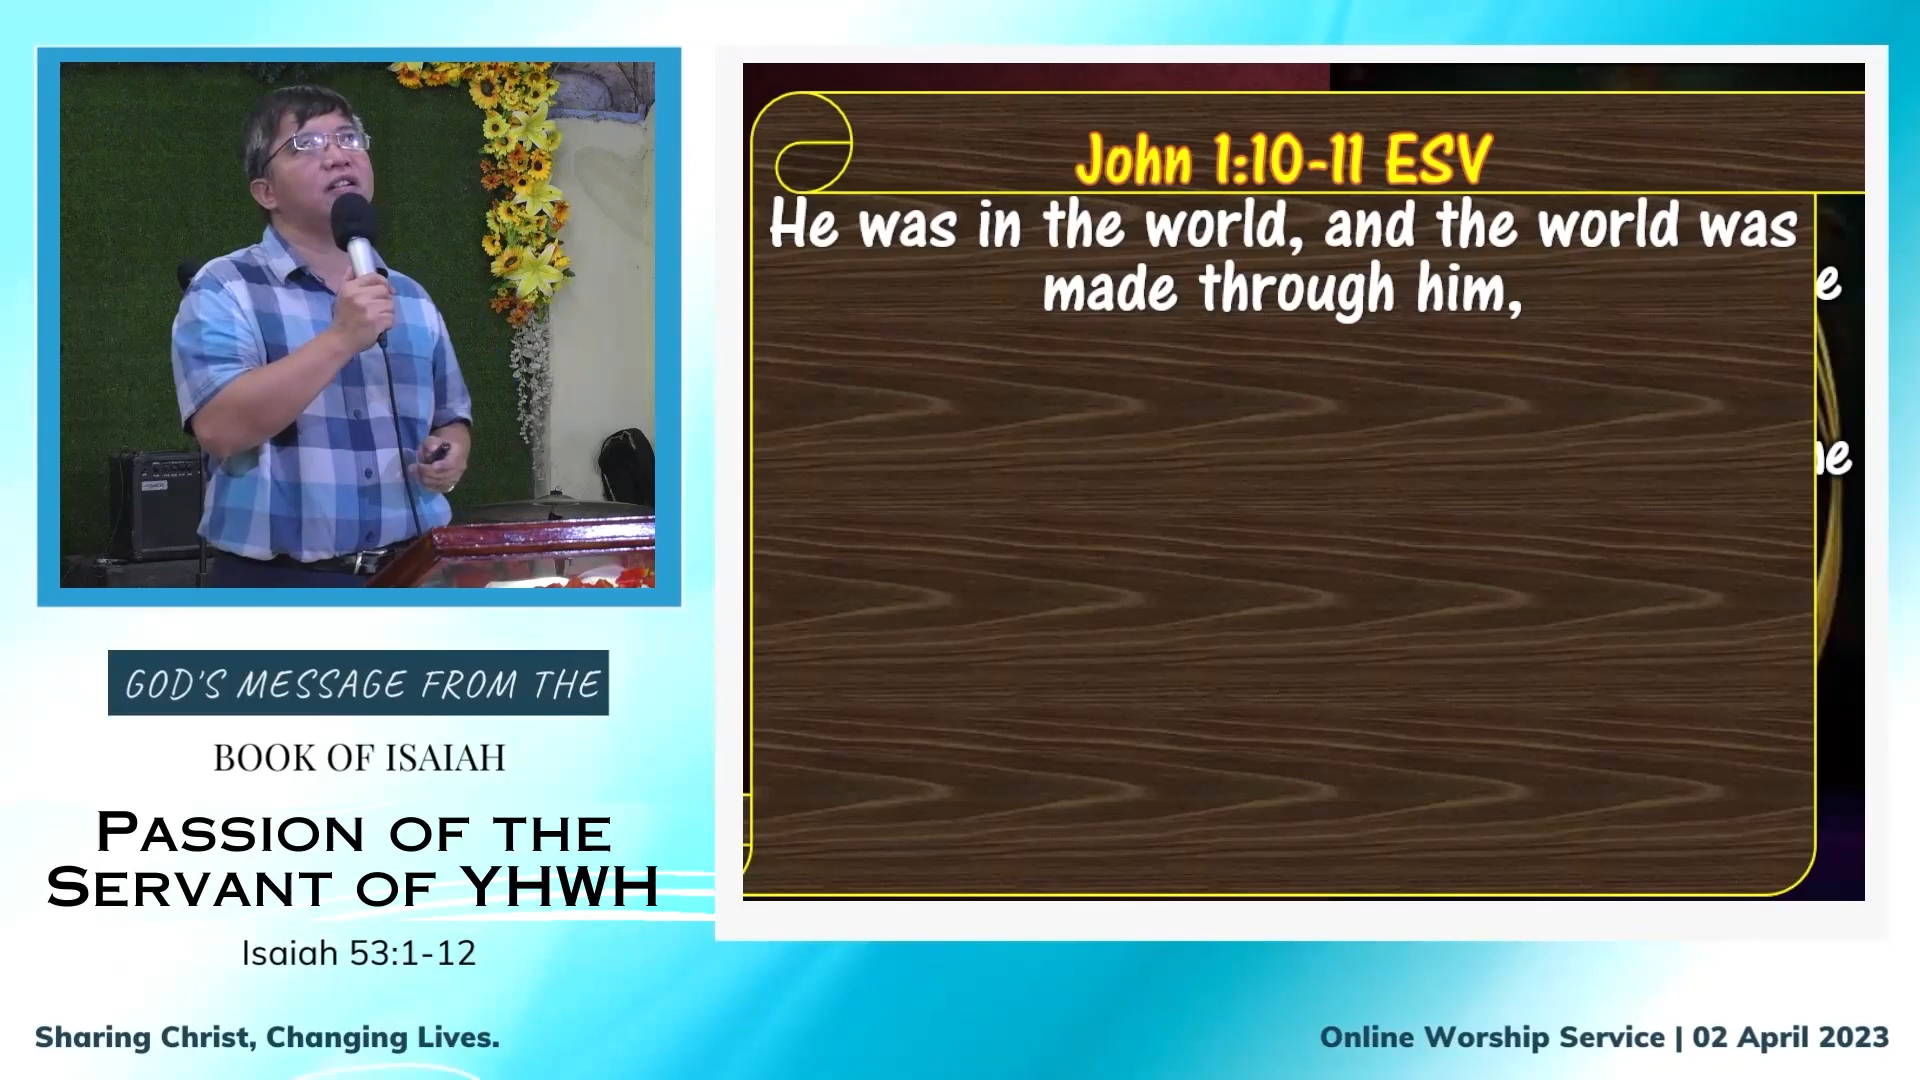 GOD'S MESSAGE FROM THE
BOOK OF ISAIAH
PASSION OF THE
SERVANT OF YHWH
Isaiah 53:1-12
John 1:10-11 ESV
He was in the world, and the world was
made through him,
Sharing Christ, Changing Lives.
Online Worship Service | 02 April 2023